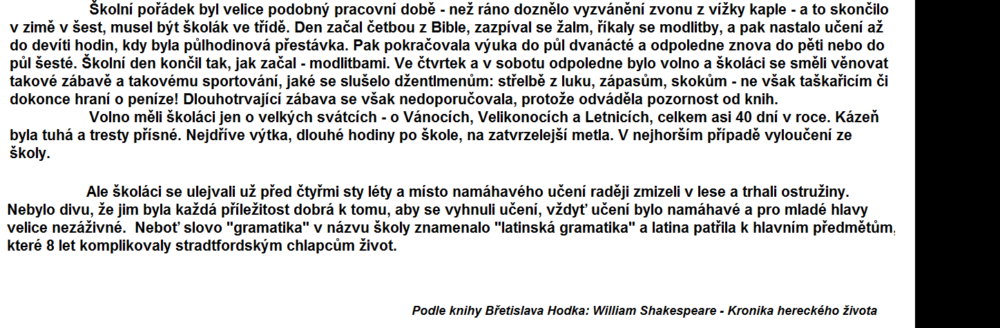 Školní pořádek byl velice podobný pracovní době - než ráno doznělo vyzvánění zvonu z vížky kaple - a to skončilo
v zimě v šest, musel být školák ve třídě. Den začal četbou z Bible, zazpíval se žalm, říkaly se modlitby, a pak nastalo učení až
do devíti hodin, kdy byla půlhodinová přestávka. Pak pokračovala výuka do půl dvanácté a odpoledne znova do pěti nebo do
půl šesté. Školní den končil tak, jak začal - modlitbami. Ve čtvrtek a v sobotu odpoledne bylo volno a školáci se směli věnovat
takové zábavě a takovému sportování, jaké se slušelo džentlmenům: střelbě z luku, zápasům, skokům - ne však taškařicím či
dokonce hraní o peníze! Dlouhotrvající zábava se však nedoporučovala, protože odváděla pozornost od knih.
Volno měli školáci jen o velkých svátcích - o Vánocích, Velikonocích a Letnicích, celkem asi 40 dní v roce. Kázeň
byla tuhá a tresty přísné. Nejdříve výtka, dlouhé hodiny po škole, na zatvrzelejší metla. V nejhorším případě vyloučení ze
školy.
Ale školáci se ulejvali už před čtyřmi sty léty a místo namáhavého učení raději zmizeli v lese a trhali ostružiny.
Nebylo divu, že jim byla každá příležitost dobrá k tomu, aby se vyhnuli učení, vždyť učení bylo namáhavé a pro mladé hlavy
velice nezáživné. Neboť slovo "gramatika" v názvu školy znamenalo "latinská gramatika" a latina patřila k hlavním předmětům,
které 8 let komplikovaly stradtfordským chlapcům život.
Podle knihy Břetislava Hodka: William Shakespeare - Kronika hereckého života